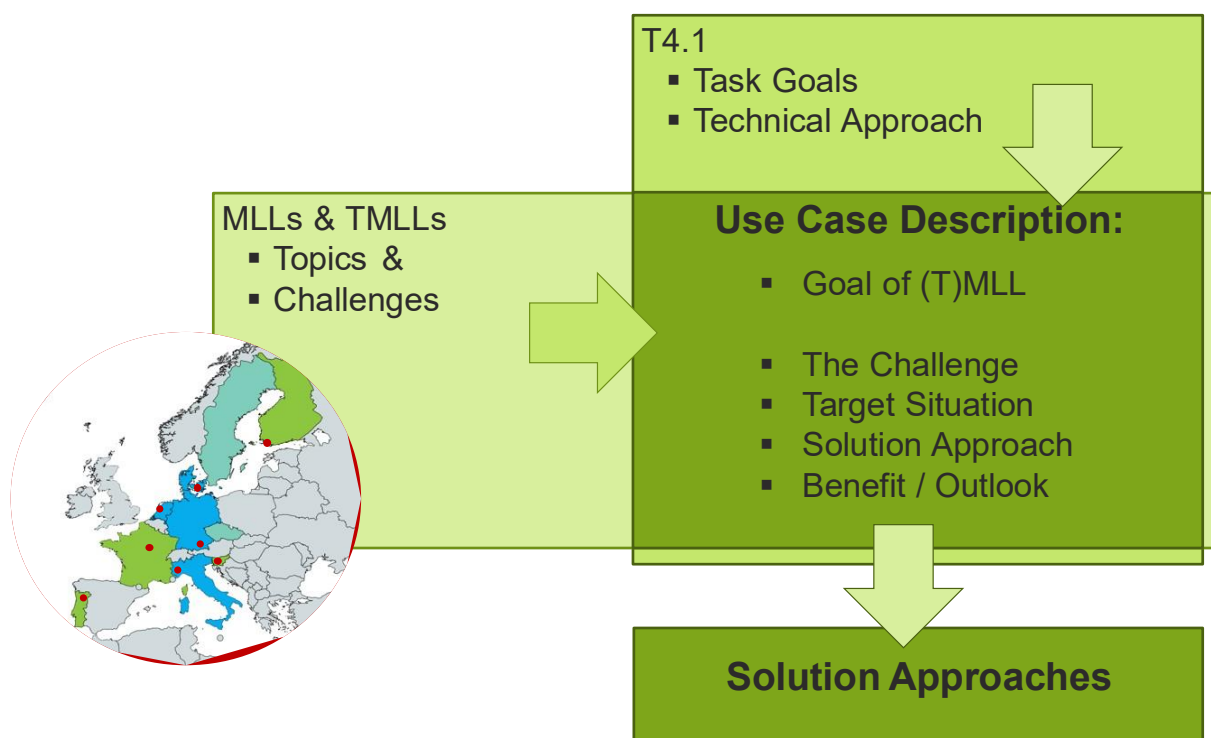 T4.1
▪ Task Goals
▪ Technical Approach
MLLs & TMLLs
▪ Topics &
▪ Challenges
Use Case Description:
▪ Goal of (T)MLL
▪ The Challenge
▪ Target Situation
▪ Solution Approach
▪ Benefit / Outlook
Solution Approaches